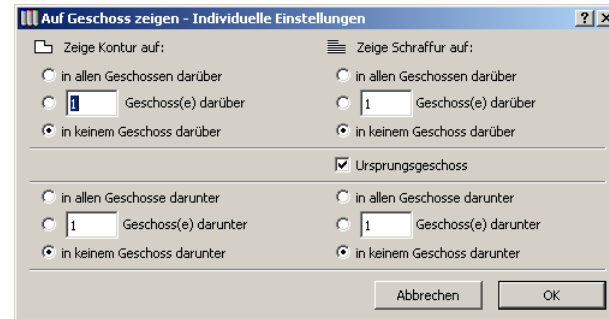 Auf Geschoss zeigen - Individuelle Einstellungen
Zeige Kontur auf:
in allen Geschossen darüber
1 Geschoss(e) darüber
in keinem Geschoss darüber
Zeige Schraffur auf:
in allen Geschossen darüber
1 Geschoss(e) darüber
in keinem Geschoss darüber
Ursprungsgeschoss
in allen Geschosse darunter
1 Geschoss(e) darunter
in keinem Geschoss darunter
in allen Geschosse darunter
1 Geschoss(e) darunter
in keinem Geschoss darunter
Abbrechen
OK